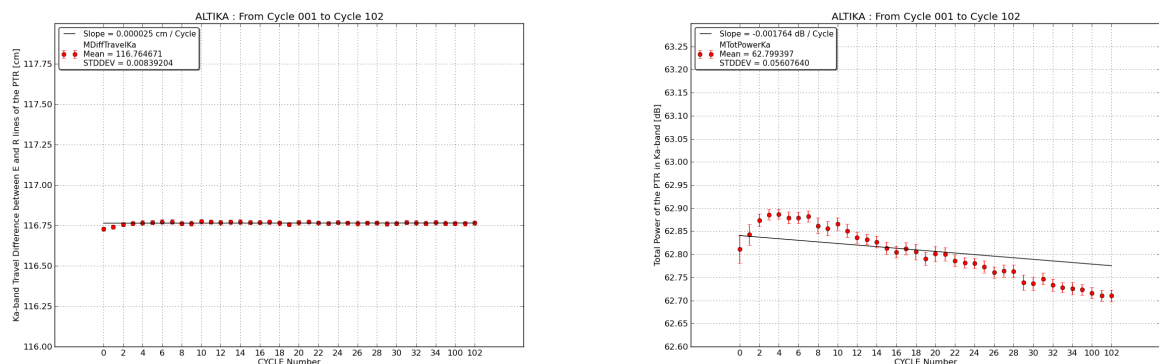 ALTIKA : From Cycle 001 to Cycle 102
Slope = 0.000025 cm / Cycle
MDiffTravelKa
Mean = 116.764671
STDDEV = 0.00839204
Ka-band Travel Difference between E and R lines of the PTR [cm]
117.75
117.50
117.25
117.00
116.75
116.50
116.25
116.00
0 2 4 6 8 10 12 14 16 18 20 22 24 26 28 30 32 34 100 102
CYCLE Number
ALTIKA : From Cycle 001 to Cycle 102
Slope = -0.001764 dB / Cycle
MTotPowerKa
Mean = 62.799397
STDDEV = 0.05607640
Total Power of the PTR in Ka-band [dB]
63.25
63.20
63.15
63.10
63.05
63.00
62.95
62.90
62.85
62.80
62.75
62.70
62.65
62.60
0 2 4 6 8 10 12 14 16 18 20 22 24 26 28 30 32 34 100 102
CYCLE Number